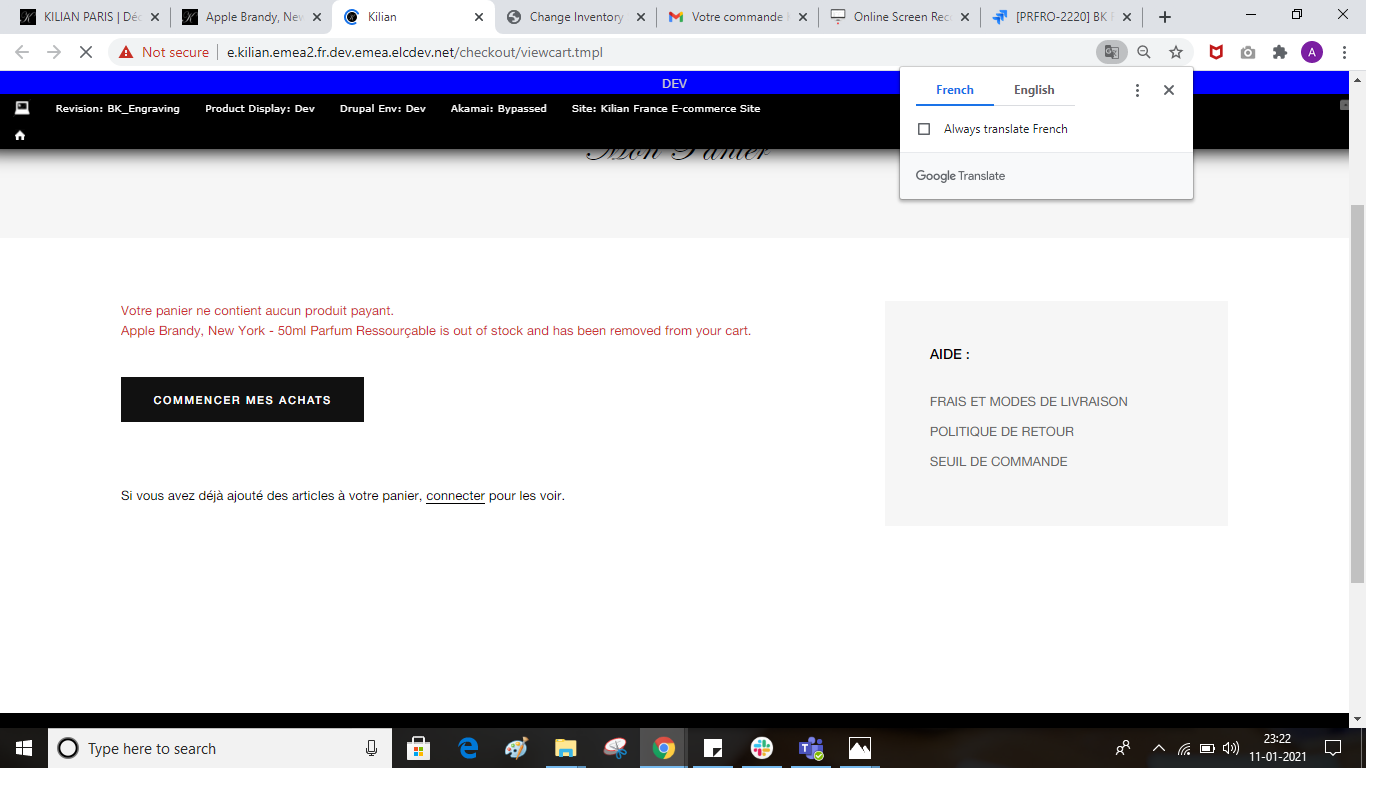 KILIAN PARIS | Déc
Apple Brandy, New
Kilian
Change Inventory
Votre commande
Online Screen Rec
[PRFRO-2220] BK
Not secure
e.kilian.emea2.fr.dev.emea.elcdev.net/checkout/viewcart.tmpl
A
DEV
French
English
Always translate French
Google Translate
Revision: BK_Engraving
Product Display: Dev
Drupal Env: Dev
Akamai: Bypassed
Site: Kilian France E-commerce Site
Mon Panier
Votre panier ne contient aucun produit payant.
Apple Brandy, New York - 50ml Parfum Ressourçable is out of stock and has been removed from your cart.
COMMENCER MES ACHATS
Si vous avez déjà ajouté des articles à votre panier, connecter pour les voir.
AIDE :
FRAIS ET MODES DE LIVRAISON
POLITIQUE DE RETOUR
SEUIL DE COMMANDE
Type here to search
23:22
11-01-2021